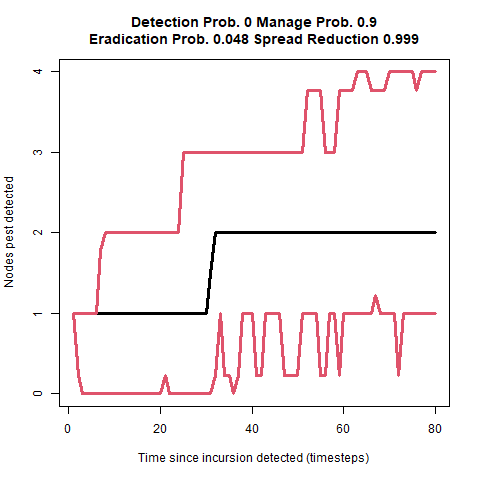 Detection Prob. 0 Manage Prob. 0.9
Eradication Prob. 0.048 Spread Reduction 0.999
Nodes pest detected
4
3
2
1
0
0 20 40 60 80
Time since incursion detected (timesteps)